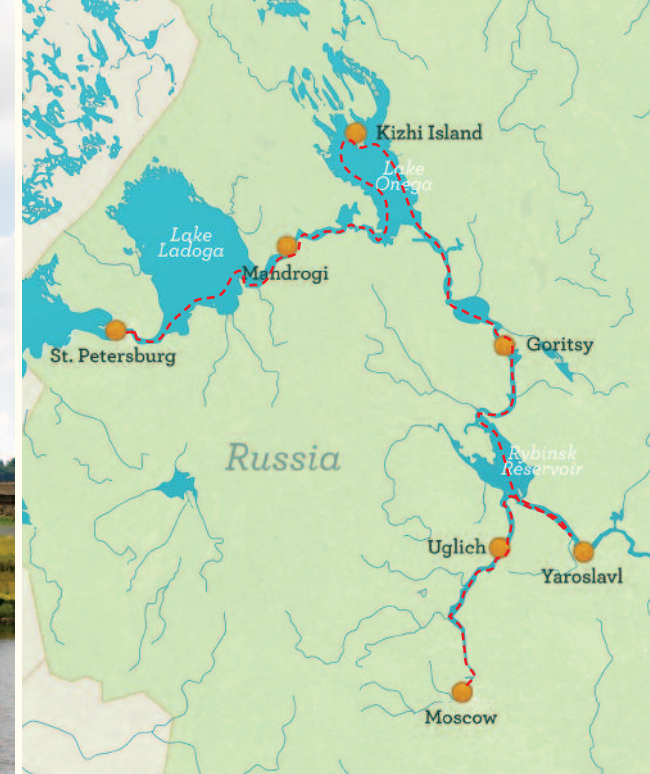 Kizhi Island
Lake
Onega
Lake
Ladoga
Mandrogi
St. Petersburg
Goritsy
Russia
Rybinsk
Reservoir
Uglich
Yaroslavl
Moscow